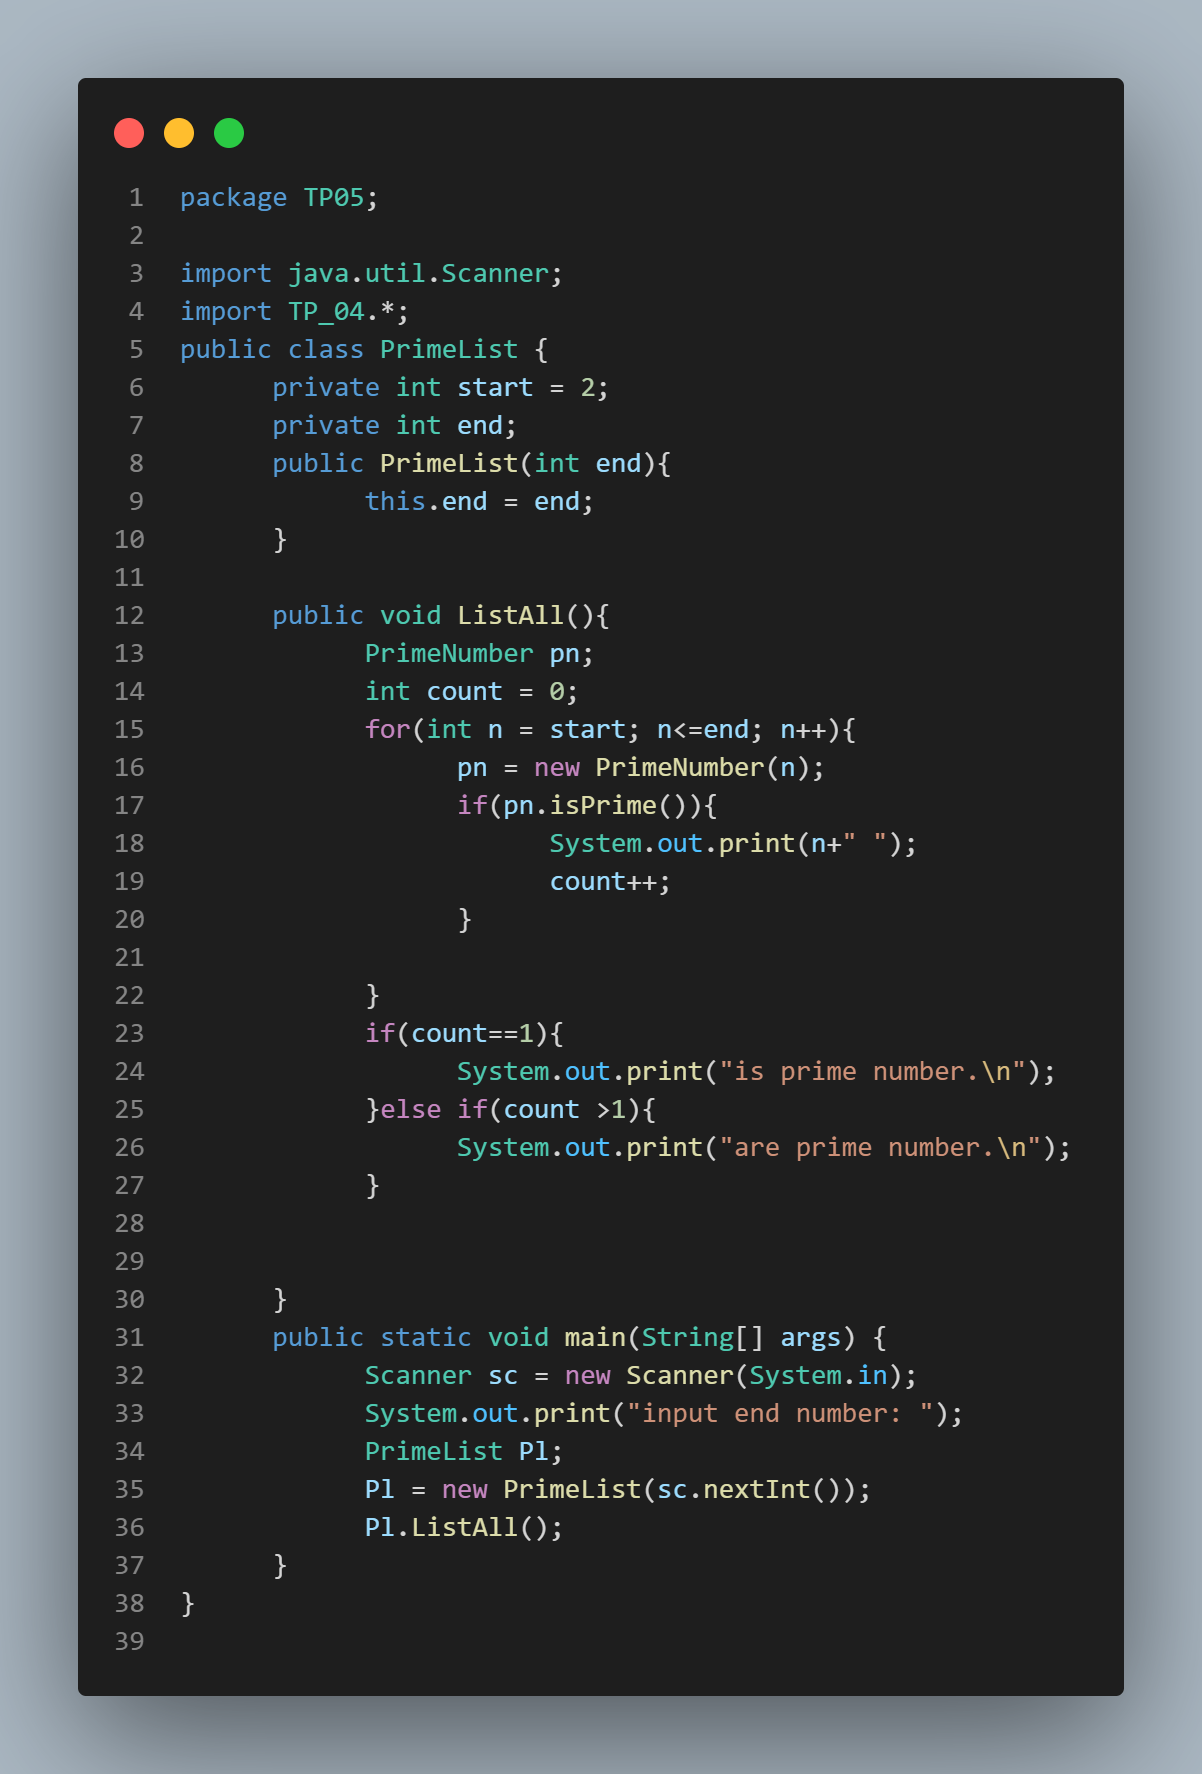 1 package TP05;
2
3 import java.util.Scanner;
4 import TP_04.*;
5 public class PrimeList {
6       private int start = 2;
7       private int end;
8       public PrimeList(int end){
9             this.end = end;
10       }
11
12       public void ListAll(){
13             PrimeNumber pn;
14             int count = 0;
15             for(int n = start; n<=end; n++){
16                   pn = new PrimeNumber(n);
17                   if(pn.isPrime()){
18                         System.out.print(n+" ");
19                         count++;
20                   }
21
22             }
23             if(count==1){
24                   System.out.print("is prime number.\n");
25             }else if(count >1){
26                   System.out.print("are prime number.\n");
27             }
28
29
30       }
31       public static void main(String[] args) {
32             Scanner sc = new Scanner(System.in);
33             System.out.print("input end number: ");
34             PrimeList Pl;
35             Pl = new PrimeList(sc.nextInt());
36             Pl.ListAll();
37       }
38 }
39